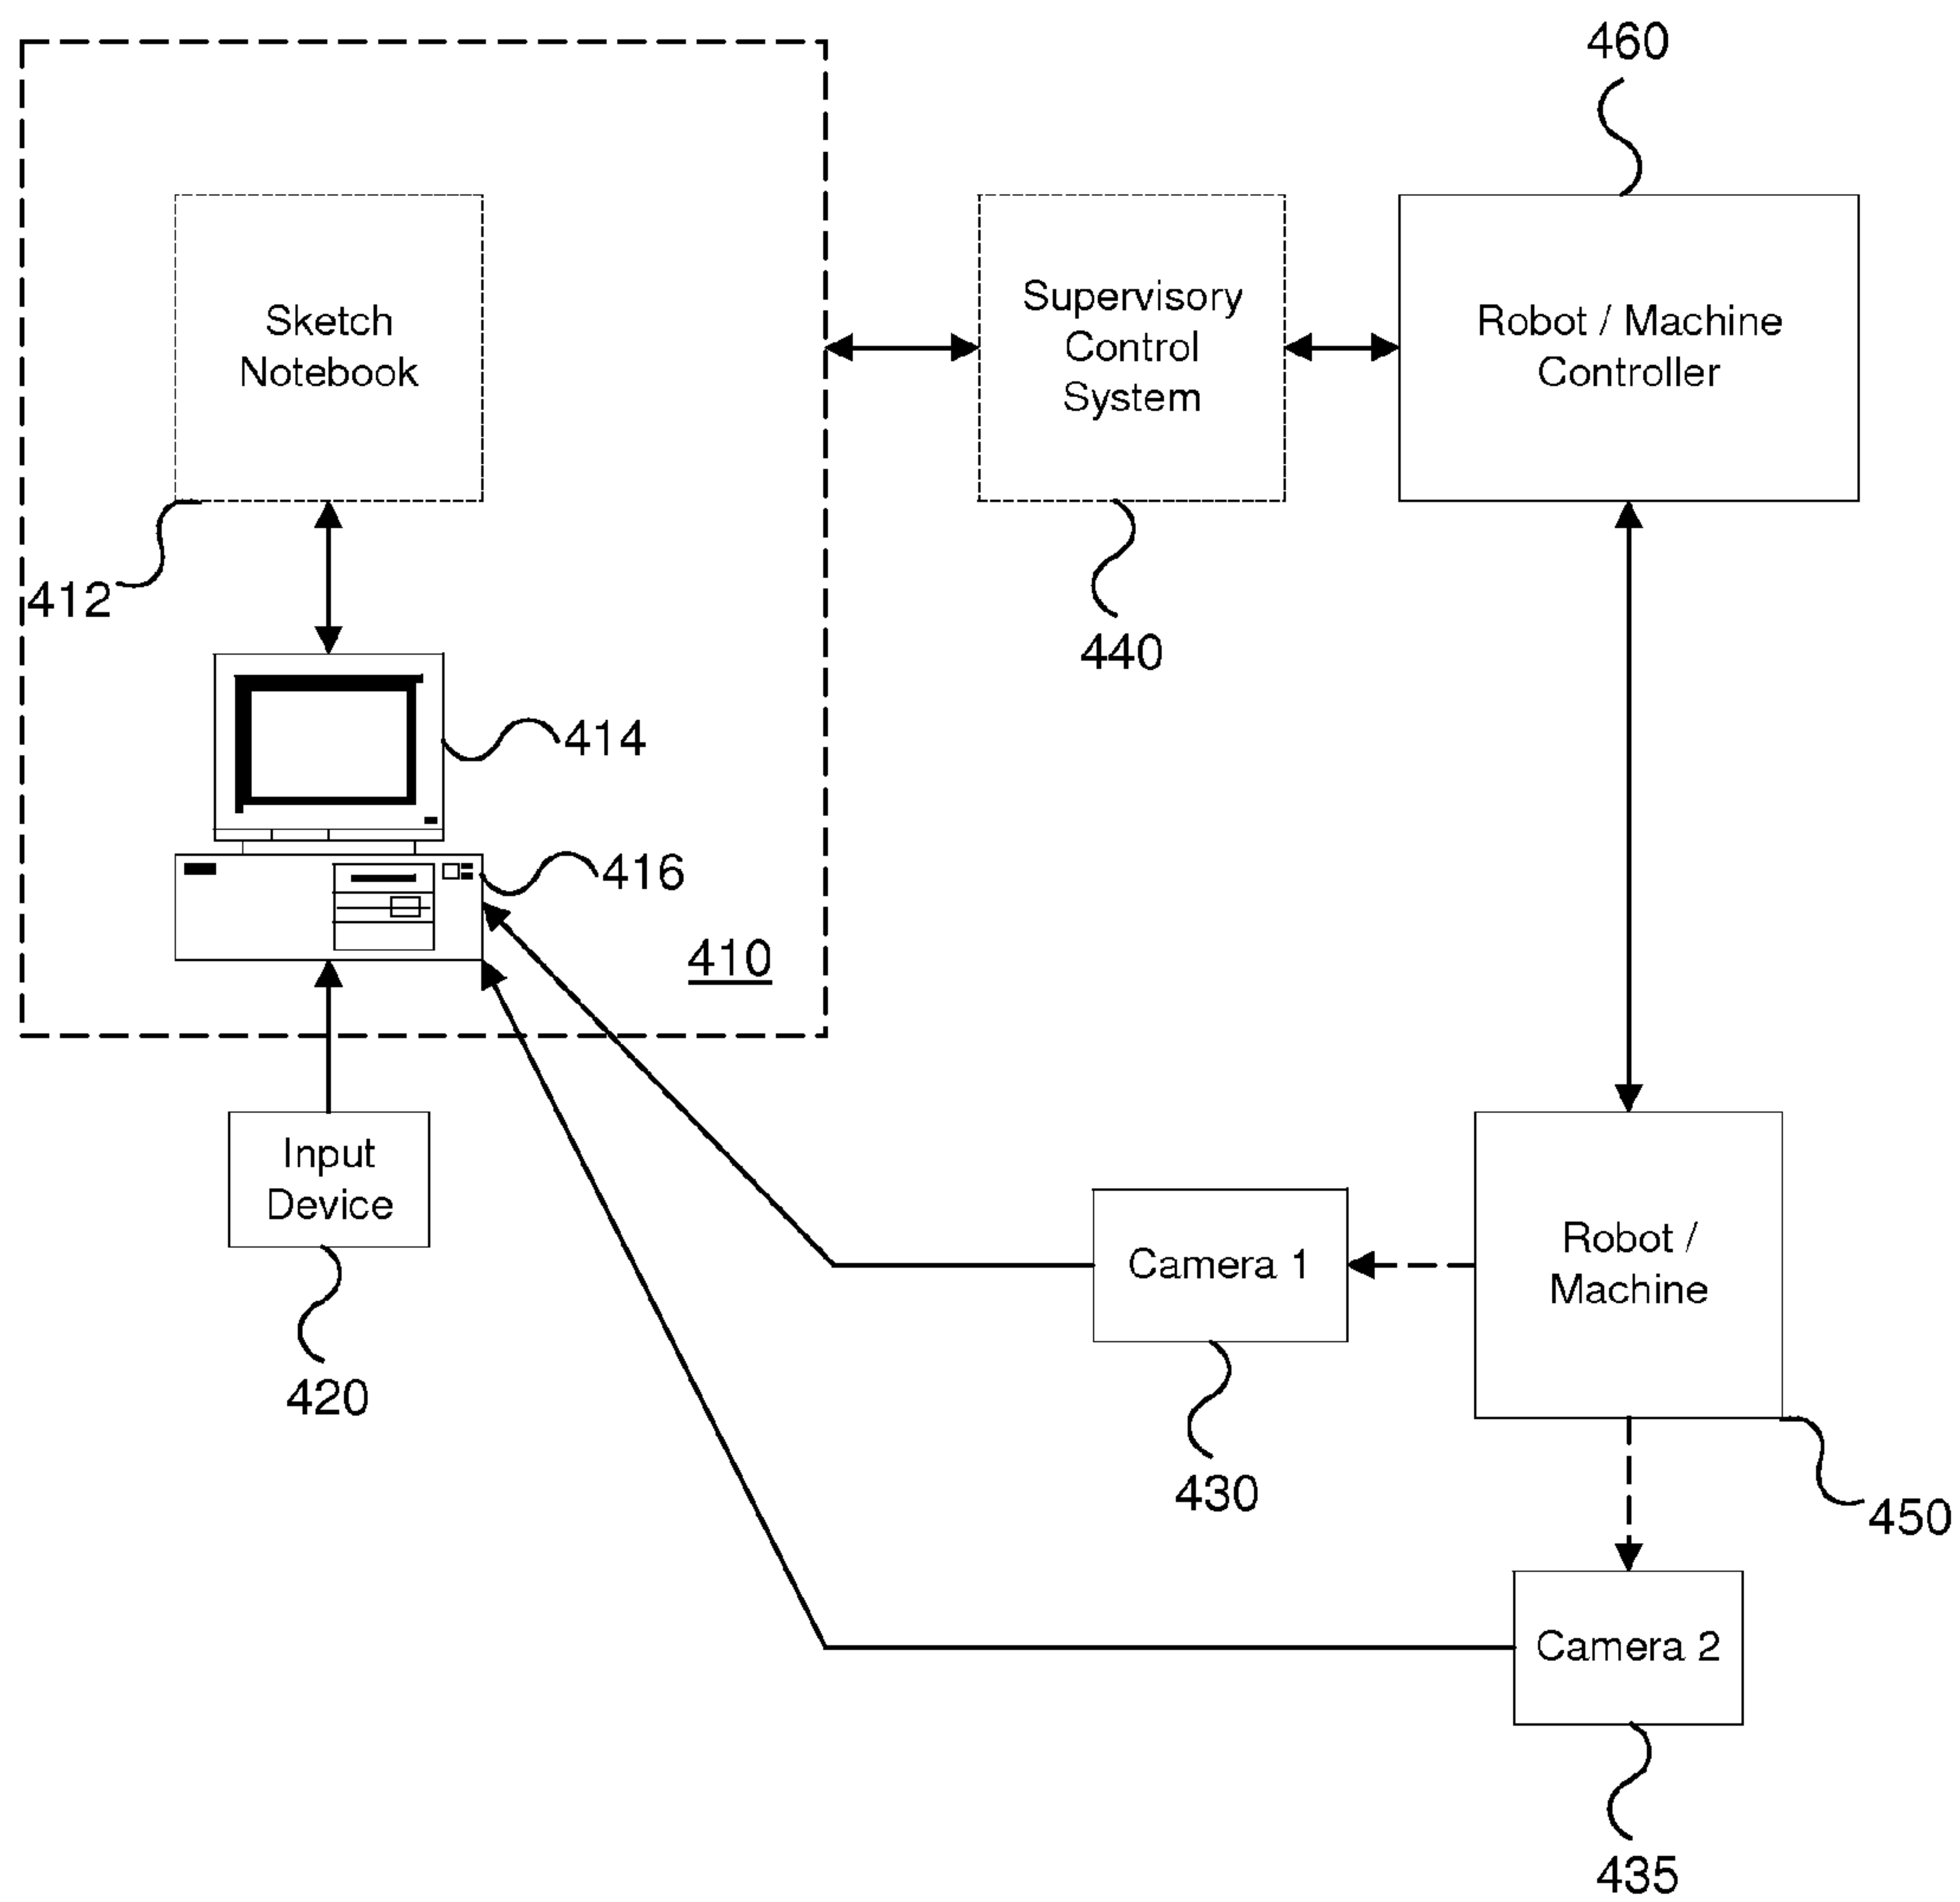 460
Sketch
Notebook
Supervisory
Control
System
Robot / Machine
Controller
412
440
414
416
410
Input
Device
420
Camera 1
430
Robot /
Machine
450
Camera 2
435